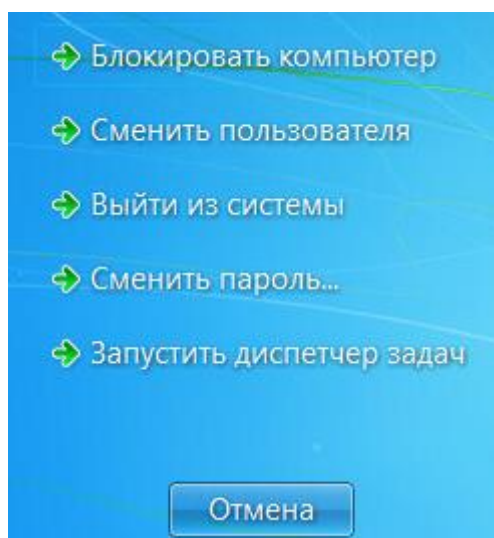 Блокировать компьютер
Сменить пользователя
Выйти из системы
Сменить пароль...
Запустить диспетчер задач
Отмена